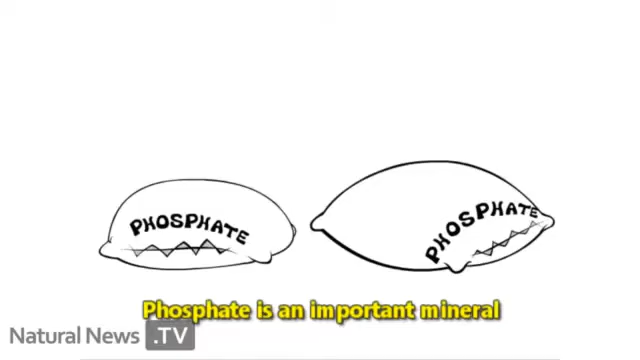 PHOSPHATE
PHOSPHATE
Phosphate is an important mineral
Natural News .TV